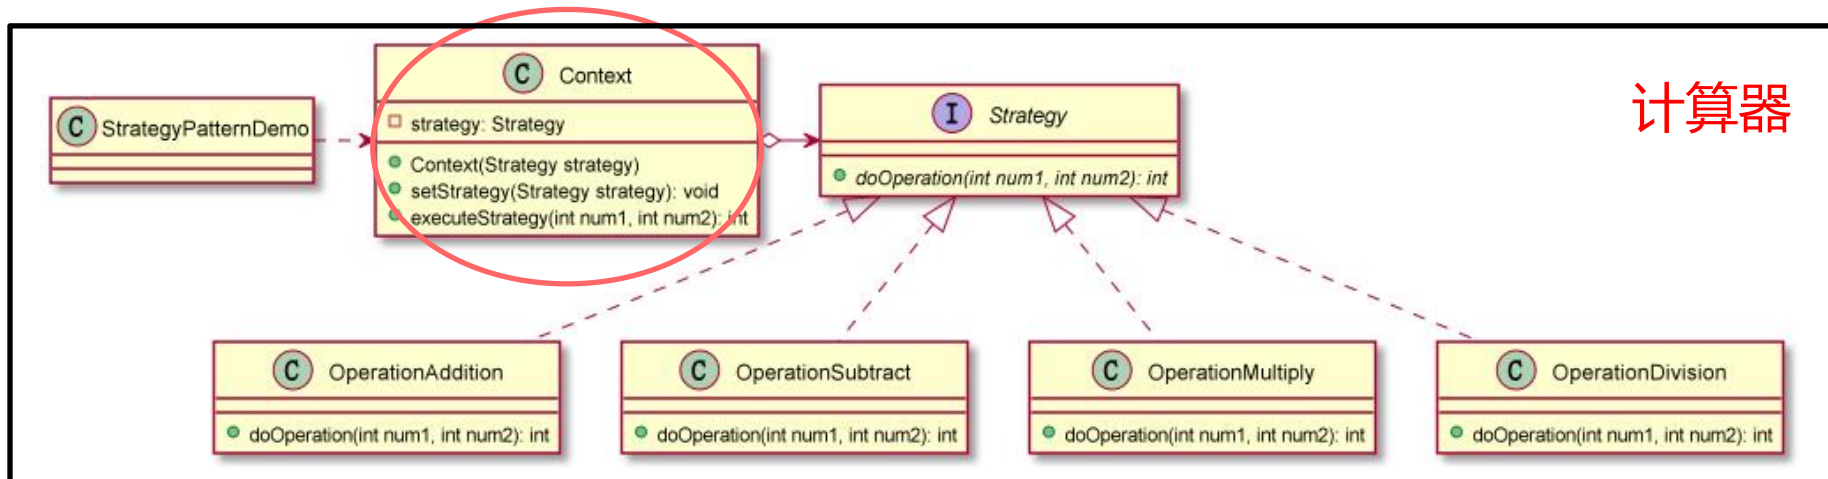 计算器
C StrategyPatternDemo
C Context
strategy: Strategy
Context(Strategy strategy)
setStrategy(Strategy strategy): void
executeStrategy(int num1, int num2): int
I Strategy
doOperation(int num1, int num2): int
C OperationAddition
doOperation(int num1, int num2): int
C OperationSubtract
doOperation(int num1, int num2): int
C OperationMultiply
doOperation(int num1, int num2): int
C OperationDivision
doOperation(int num1, int num2): int